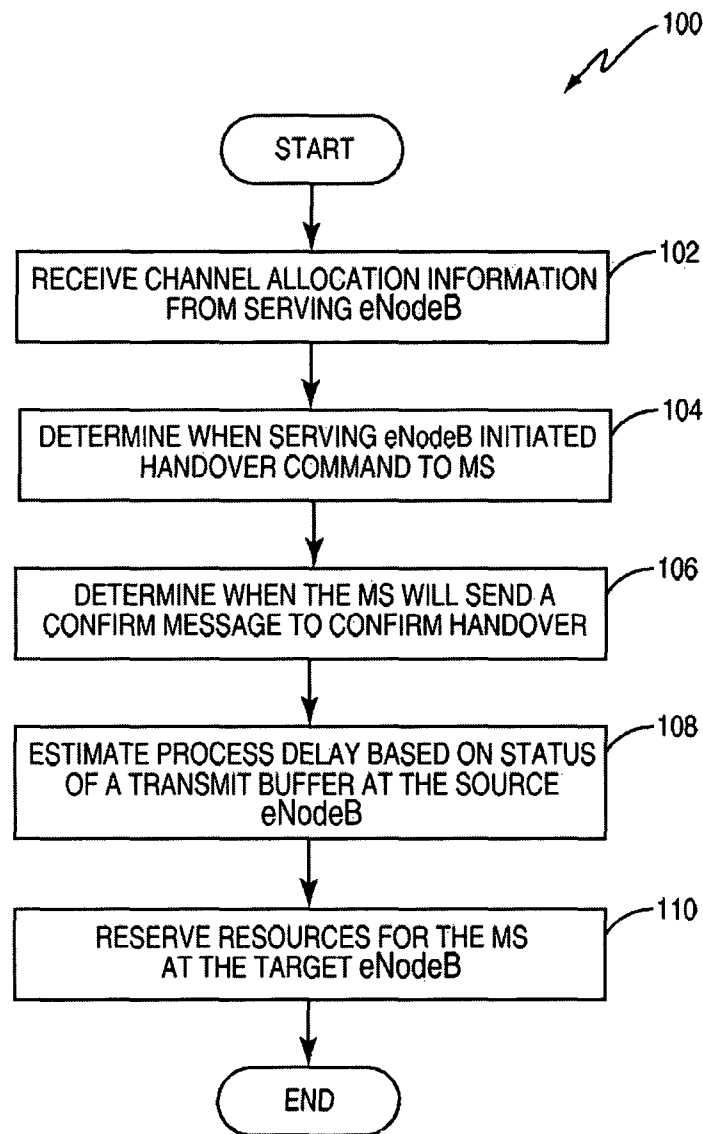 100
START
102
RECEIVE CHANNEL ALLOCATION INFORMATION
FROM SERVING eNodeB
104
DETERMINE WHEN SERVING eNodeB INITIATED
HANDOVER COMMAND TO MS
106
DETERMINE WHEN THE MS WILL SEND A
CONFIRM MESSAGE TO CONFIRM HANDOVER
108
ESTIMATE PROCESS DELAY BASED ON STATUS
OF A TRANSMIT BUFFER AT THE SOURCE
eNodeB
110
RESERVE RESOURCES FOR THE MS
AT THE TARGET eNodeB
END